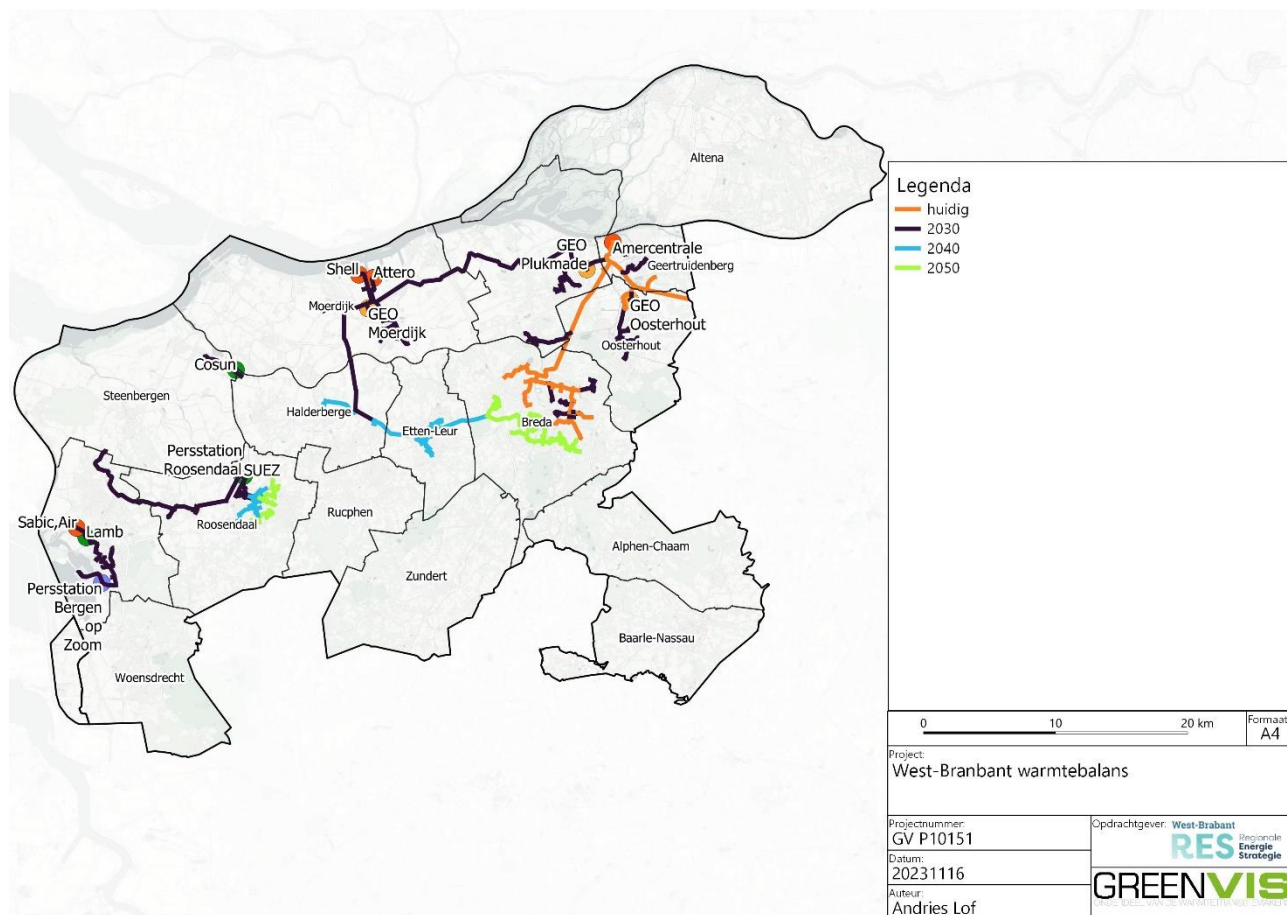 Altena
GEO
Amercentrale
Plukmade
Geertruidenberg
Shell
Attero
Moerdijk
GEO
Moerdijk
GEO
Oosterhout
Oosterhout
Cosun
Steenbergen
Halderberge
Etten-Leur
Breda
Persstation
Roosendaal
SUEZ
Roosendaal
Rucphen
Sabic,Air
Lamb
Zundert
Alphen-Chaam
Persstation
Bergen
op
Zoom
Baarle-Nassau
Woensdrecht
Legenda
huidig
2030
2040
2050
0 10 20 km
Formaat
A4
Project:
West-Branbant warmtebalans
Projectnummer:
GV P10151
Datum:
20231116
Auteur:
Andries Lof
Opdrachtgever:
West-Brabant
RES
Regionale
Energie
Strategie
GREENVIS